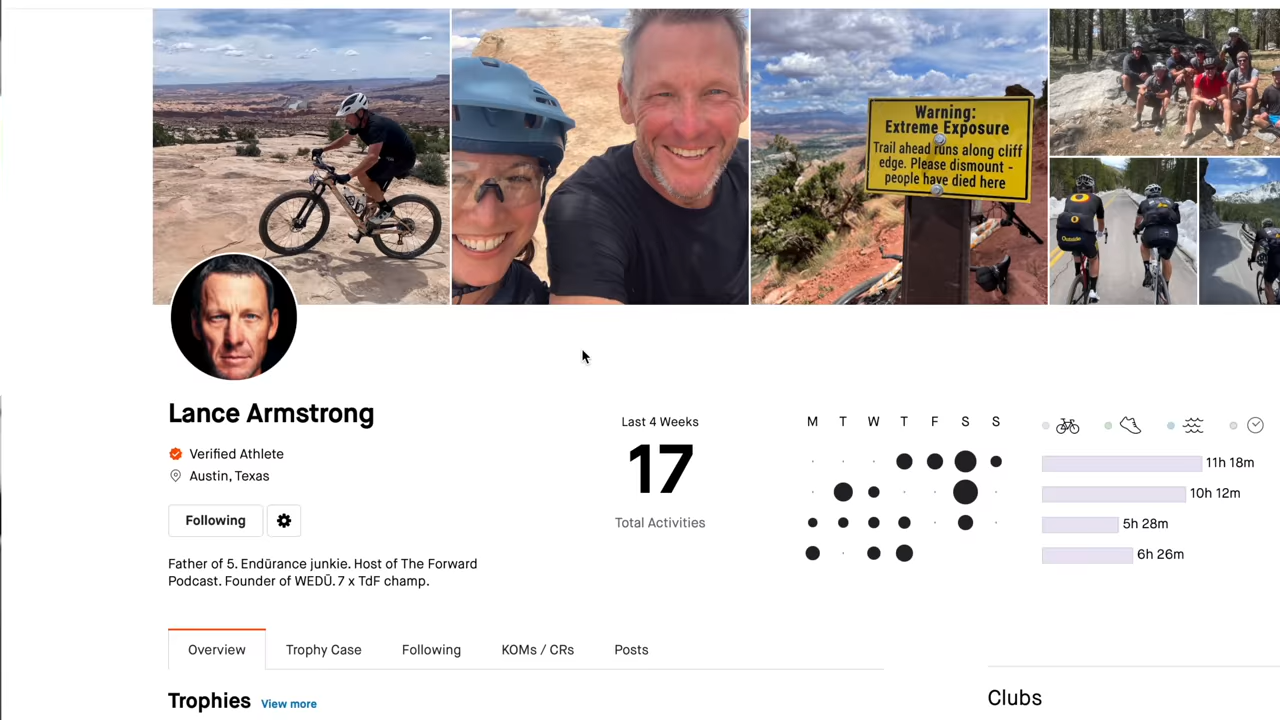 Warning:
Extreme Exposure
Trail ahead runs along cliff
edge. Please dismount -
people have died here
Outside
Lance Armstrong
Verified Athlete
Austin, Texas
Following
Father of 5. Endūrance junkie. Host of The Forward
Podcast. Founder of WEDŪ. 7 x TdF champ.
Last 4 Weeks
17
Total Activities
M T W T F S S
11h 18m
10h 12m
5h 28m
6h 26m
Overview Trophy Case Following KOMs / CRs Posts
Trophies View more
Clubs